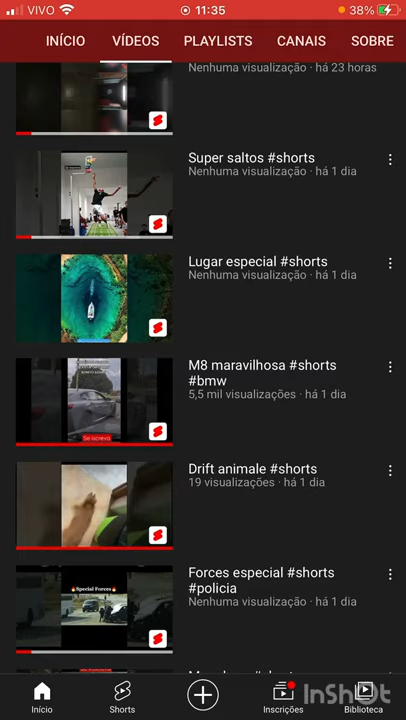 VIVO 11:35 38%
INÍCIO VÍDEOS PLAYLISTS CANAIS SOBRE
Nenhuma visualização · há 23 horas
Super saltos #shorts
Nenhuma visualização · há 1 dia
Lugar especial #shorts
Nenhuma visualização · há 1 dia
M8 maravilhosa #shorts
#bmw
5,5 mil visualizações · há 1 dia
Se iscreva
Drift animale #shorts
19 visualizações · há 1 dia
Forces especial #shorts
#policia
Nenhuma visualização · há 1 dia
Special Forces
Início Shorts Inscrições Biblioteca
InShOt